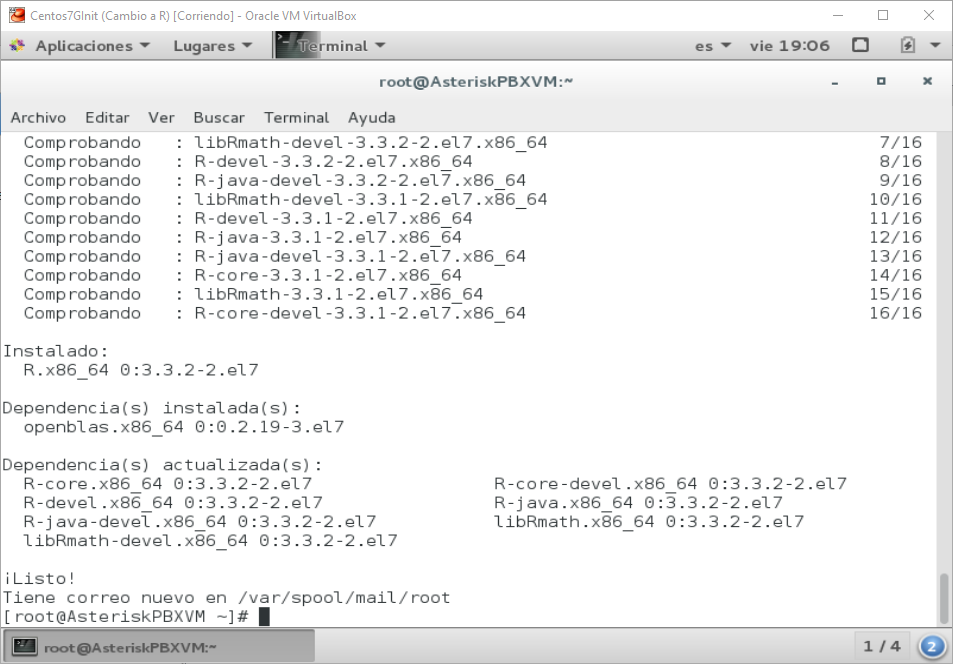 Centos7GInit (Cambio a R) [Corriendo] - Oracle VM VirtualBox
Aplicaciones Lugares Terminal es vie 19:06
root@AsteriskPBXVM:~
Archivo Editar Ver Buscar Terminal Ayuda
Comprobando : libRmath-devel-3.3.2-2.el7.x86_64 7/16
Comprobando : R-devel-3.3.2-2.el7.x86_64 8/16
Comprobando : R-java-devel-3.3.2-2.el7.x86_64 9/16
Comprobando : libRmath-devel-3.3.1-2.el7.x86_64 10/16
Comprobando : R-devel-3.3.1-2.el7.x86_64 11/16
Comprobando : R-java-3.3.1-2.el7.x86_64 12/16
Comprobando : R-java-devel-3.3.1-2.el7.x86_64 13/16
Comprobando : R-core-3.3.1-2.el7.x86_64 14/16
Comprobando : libRmath-3.3.1-2.el7.x86_64 15/16
Comprobando : R-core-devel-3.3.1-2.el7.x86_64 16/16
Instalado:
R.x86_64 0:3.3.2-2.el7
Dependencia(s) instalada(s):
openblas.x86_64 0:0.2.19-3.el7
Dependencia(s) actualizada(s):
R-core.x86_64 0:3.3.2-2.el7 R-core-devel.x86_64 0:3.3.2-2.el7
R-devel.x86_64 0:3.3.2-2.el7 R-java.x86_64 0:3.3.2-2.el7
R-java-devel.x86_64 0:3.3.2-2.el7 libRmath.x86_64 0:3.3.2-2.el7
libRmath-devel.x86_64 0:3.3.2-2.el7
¡Listo!
Tiene correo nuevo en /var/spool/mail/root
[root@AsteriskPBXVM ~]#
root@AsteriskPBXVM:~ 1 / 4 2